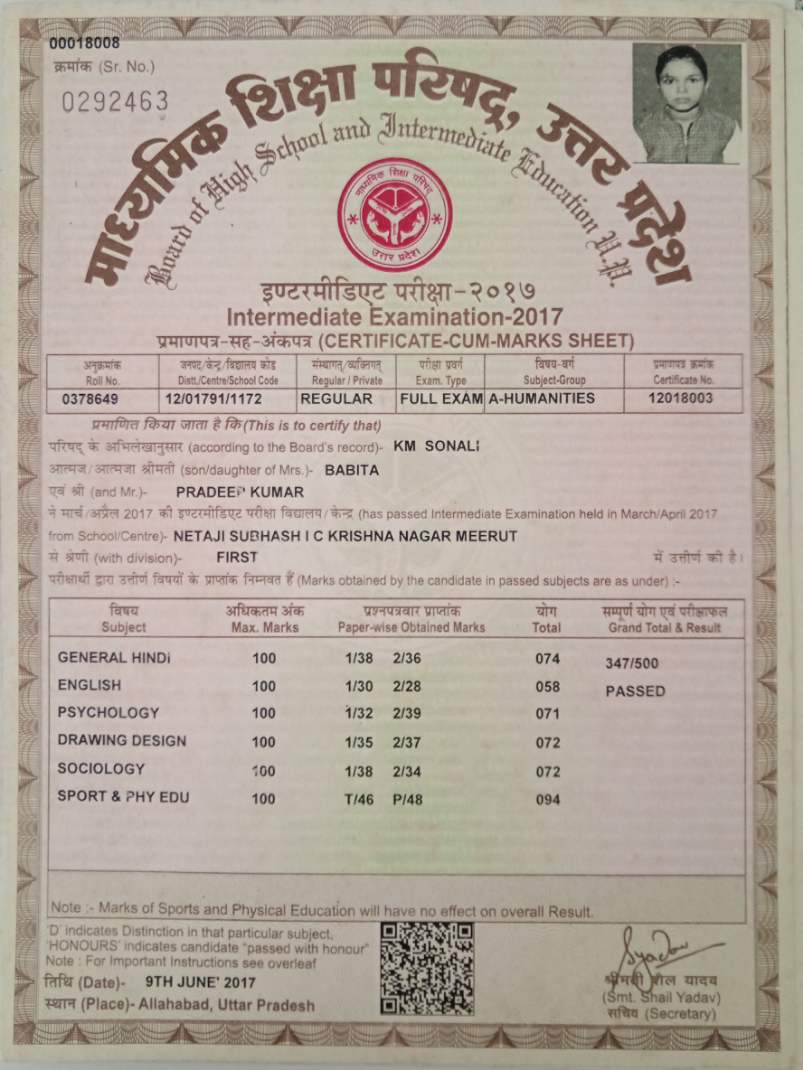 00018008
क्रमांक (Sr. No.)
0292463
माध्यमिक शिक्षा परिषद्, उत्तर प्रदेश
Board of High School and Intermediate Education U.P.
माध्यमिक शिक्षा परिषद्
उत्तर प्रदेश
इण्टरमीडिएट परीक्षा-२०१७
Intermediate Examination-2017
प्रमाणपत्र-सह-अंकपत्र (CERTIFICATE-CUM-MARKS SHEET)
अनुक्रमांक जनपद/केन्द्र/विद्यालय कोड संस्थागत/व्यक्तिगत परीक्षा प्रवर्ग विषय-वर्ग प्रमाणपत्र क्रमांक
Roll No. Distt./Centre/School Code Regular / Private Exam. Type Subject-Group Certificate No.
0378649 12/01791/1172 REGULAR FULL EXAM A-HUMANITIES 12018003
प्रमाणित किया जाता है कि(This is to certify that)
परिषद् के अभिलेखानुसार (according to the Board's record)- KM SONALI
आत्मज/आत्मजा श्रीमती (son/daughter of Mrs.)- BABITA
एवं श्री (and Mr.)- PRADEEP KUMAR
ने मार्च/अप्रैल 2017 की इण्टरमीडिएट परीक्षा विद्यालय/केन्द्र (has passed Intermediate Examination held in March/April 2017
from School/Centre)- NETAJI SUBHASH I C KRISHNA NAGAR MEERUT
से श्रेणी (with division)- FIRST में उत्तीर्ण की है।
परीक्षार्थी द्वारा उत्तीर्ण विषयों के प्राप्तांक निम्नवत हैं (Marks obtained by the candidate in passed subjects are as under) :-
विषय अधिकतम अंक प्रश्नपत्रवार प्राप्तांक योग सम्पूर्ण योग एवं परीक्षाफल
Subject Max. Marks Paper-wise Obtained Marks Total Grand Total & Result
GENERAL HINDI 100 1/38 2/36 074 347/500
ENGLISH 100 1/30 2/28 058 PASSED
PSYCHOLOGY 100 1/32 2/39 071
DRAWING DESIGN 100 1/35 2/37 072
SOCIOLOGY 100 1/38 2/34 072
SPORT & PHY EDU 100 T/46 P/48 094
Note :- Marks of Sports and Physical Education will have no effect on overall Result.
'D' indicates Distinction in that particular subject,
'HONOURS' indicates candidate "passed with honour"
Note : For Important Instructions see overleaf
तिथि (Date)- 9TH JUNE' 2017
स्थान (Place)- Allahabad, Uttar Pradesh
Syadav
श्रीमती शैल यादव
(Smt. Shail Yadav)
सचिव (Secretary)